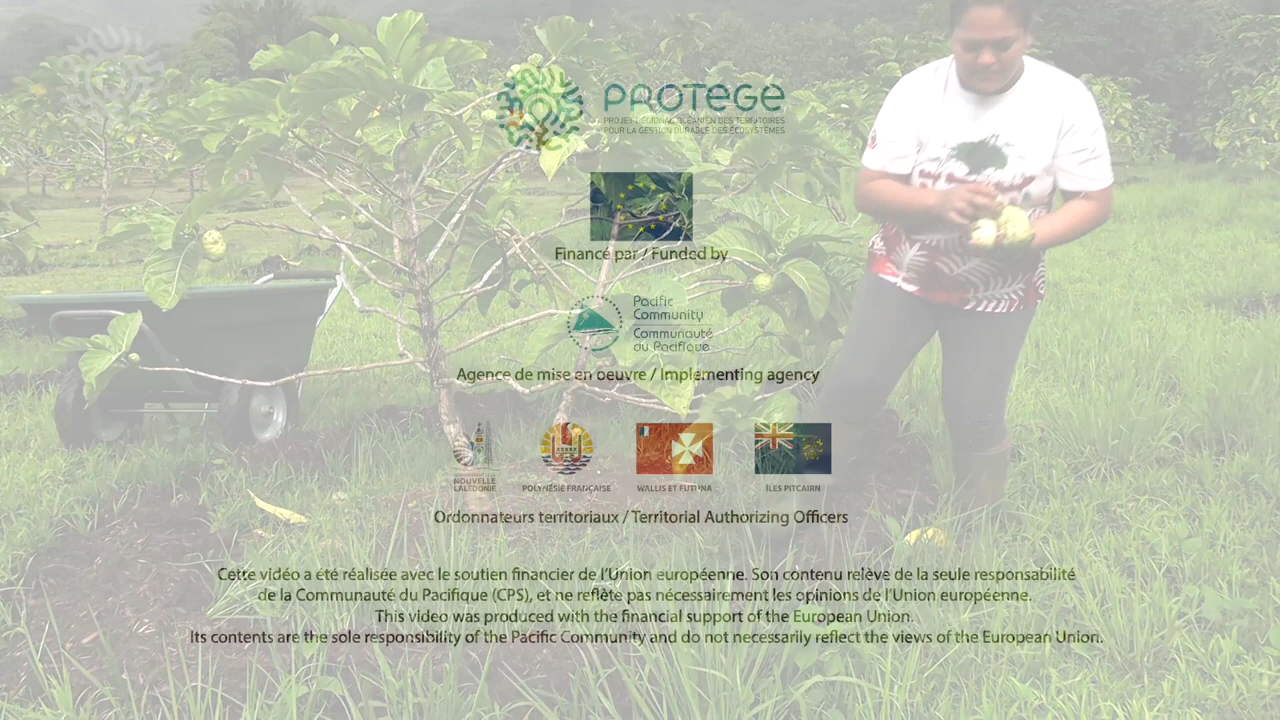 PROTEGE
PROJET RÉGIONAL OCÉANIEN DES TERRITOIRES
POUR LA GESTION DURABLE DES ÉCOSYSTÈMES
Financé par / Funded by
Pacific
Community
Communauté
du Pacifique
Agence de mise en oeuvre / Implementing agency
NOUVELLE
CALÉDONIE
POLYNÉSIE FRANÇAISE
WALLIS ET FUTUNA
ÎLES PITCAIRN
Ordonnateurs territoriaux / Territorial Authorizing Officers
Cette vidéo a été réalisée avec le soutien financier de l'Union européenne. Son contenu relève de la seule responsabilité
de la Communauté du Pacifique (CPS), et ne reflète pas nécessairement les opinions de l'Union européenne.
This video was produced with the financial support of the European Union.
Its contents are the sole responsibility of the Pacific Community and do not necessarily reflect the views of the European Union.